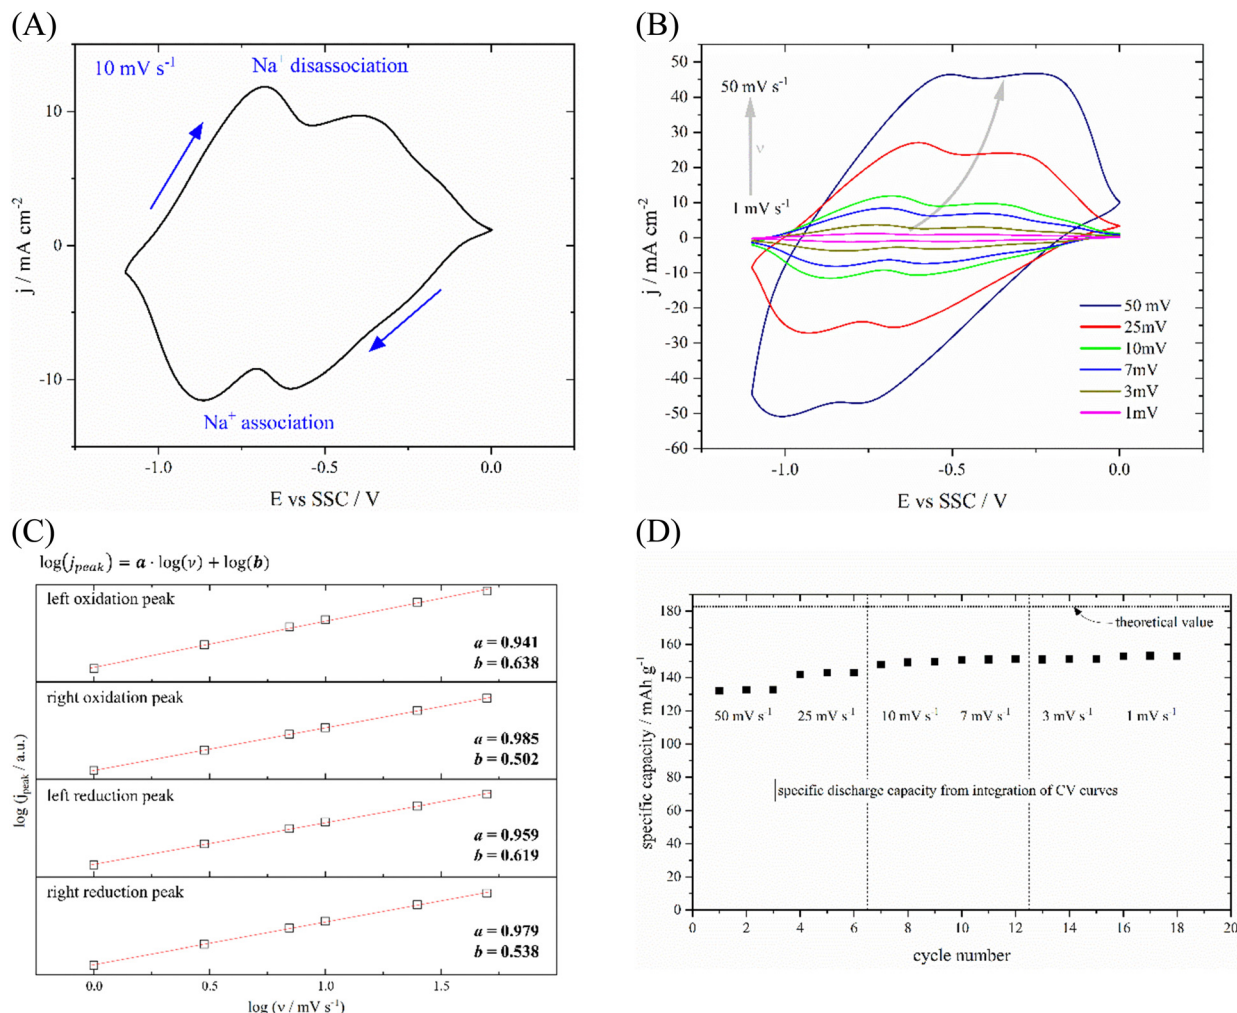 (A)
10 mV s⁻¹
Na⁺ disassociation
10
0
-10
j / mA cm⁻²
Na⁺ association
-1.0
-0.5
0.0
E vs SSC / V
(B)
50 mV s⁻¹
ν
1 mV s⁻¹
50
40
30
20
10
0
-10
-20
-30
-40
-50
-60
j / mA cm⁻²
50 mV
25mV
10mV
7mV
3mV
1mV
-1.0
-0.5
0.0
E vs SSC / V
(C)
log(j_peak) = a · log(ν) + log(b)
left oxidation peak
a = 0.941
b = 0.638
right oxidation peak
a = 0.985
b = 0.502
left reduction peak
a = 0.959
b = 0.619
right reduction peak
a = 0.979
b = 0.538
log (j_peak / a.u.)
0.0
0.5
1.0
1.5
log (ν / mV s⁻¹)
(D)
180
160
140
120
100
80
60
40
20
0
specific capacity / mAh g⁻¹
theoretical value
50 mV s⁻¹
25 mV s⁻¹
10 mV s⁻¹
7 mV s⁻¹
3 mV s⁻¹
1 mV s⁻¹
specific discharge capacity from integration of CV curves
0
2
4
6
8
10
12
14
16
18
20
cycle number